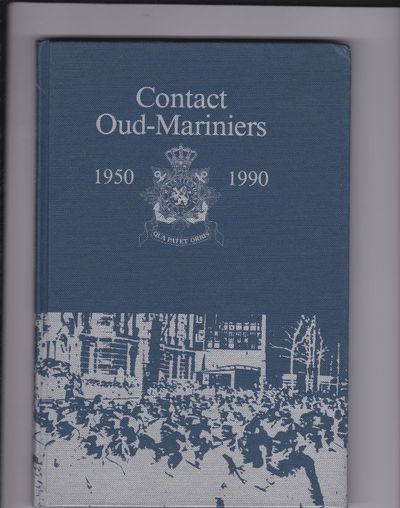 Contact
Oud-Mariniers
1950 1990
QUA PATET ORBIS